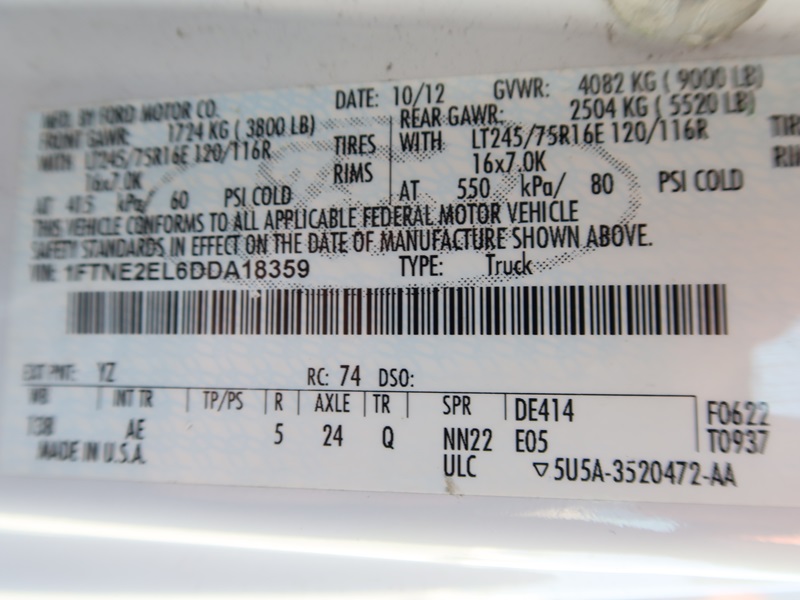 MFD. BY FORD MOTOR CO. DATE: 10/12 GVWR: 4082 KG ( 9000 LB)
FRONT GAWR: 1724 KG ( 3800 LB) REAR GAWR: 2504 KG ( 5520 LB)
WITH LT245/75R16E 120/116R TIRES WITH LT245/75R16E 120/116R
16x7.0K RIMS 16x7.0K
AT 415 kPa/ 60 PSI COLD AT 550 kPa/ 80 PSI COLD
THIS VEHICLE CONFORMS TO ALL APPLICABLE FEDERAL MOTOR VEHICLE
SAFETY STANDARDS IN EFFECT ON THE DATE OF MANUFACTURE SHOWN ABOVE.
VIN: 1FTNE2EL6DDA18359 TYPE: Truck
EXT PNT: YZ RC: 74 DSO:
WB INT TR TP/PS R AXLE TR SPR DE414 F0622
138 AE 5 24 Q NN22 E05 T0937
MADE IN U.S.A. ULC ▽5U5A-3520472-AA